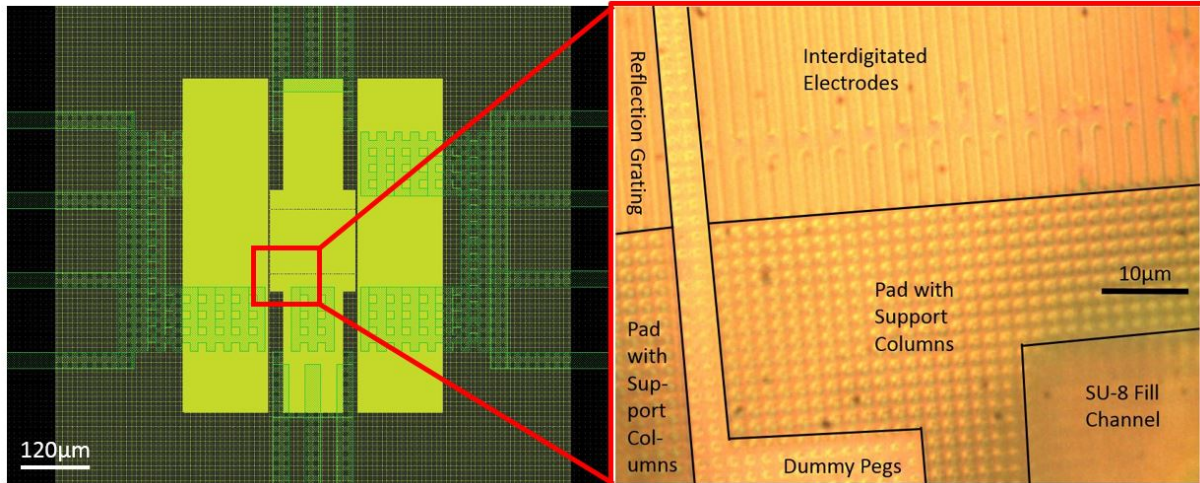 120µm
Reflection Grating
Interdigitated
Electrodes
10µm
Pad with
Support
Columns
Pad
with
Sup-
port
Col-
umns
SU-8 Fill
Channel
Dummy Pegs